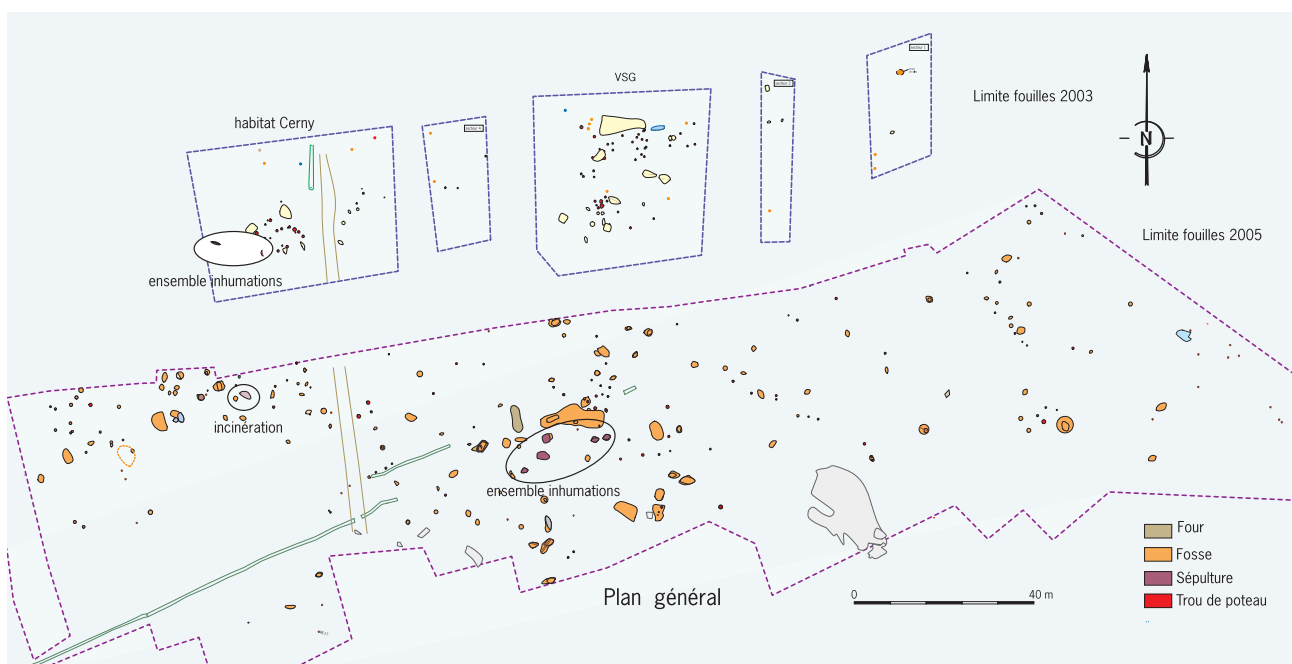 VSG
habitat Cerny
Limite fouilles 2003
N
Limite fouilles 2005
ensemble inhumations
incinération
ensemble inhumations
Plan général
0
40 m
Four
Fosse
Sépulture
Trou de poteau